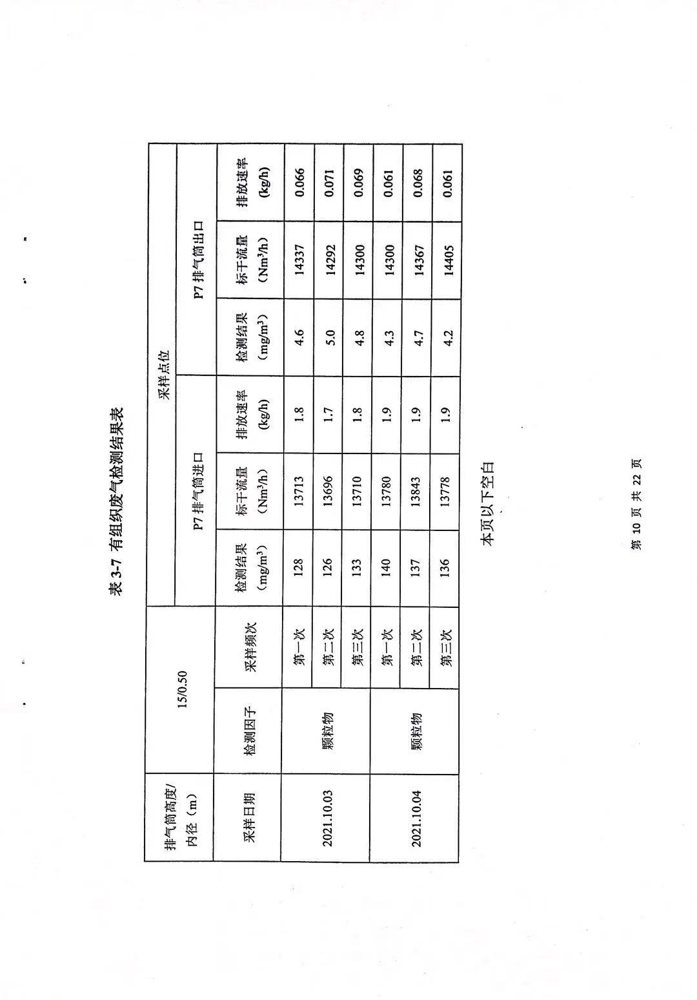 表 3-7 有组织废气检测结果表
排气筒高度/
内径（m）
15/0.50
采样点位
P7 排气筒进口
P7 排气筒出口
采样日期
检测因子
采样频次
检测结果
（mg/m³）
标干流量
（Nm³/h）
排放速率
(kg/h)
检测结果
（mg/m³）
标干流量
（Nm³/h）
排放速率
(kg/h)
2021.10.03
颗粒物
第一次 128 13713 1.8 4.6 14337 0.066
第二次 126 13696 1.7 5.0 14292 0.071
第三次 133 13710 1.8 4.8 14300 0.069
2021.10.04
颗粒物
第一次 140 13780 1.9 4.3 14300 0.061
第二次 137 13843 1.9 4.7 14367 0.068
第三次 136 13778 1.9 4.2 14405 0.061
本页以下空白
第 10 页 共 22 页